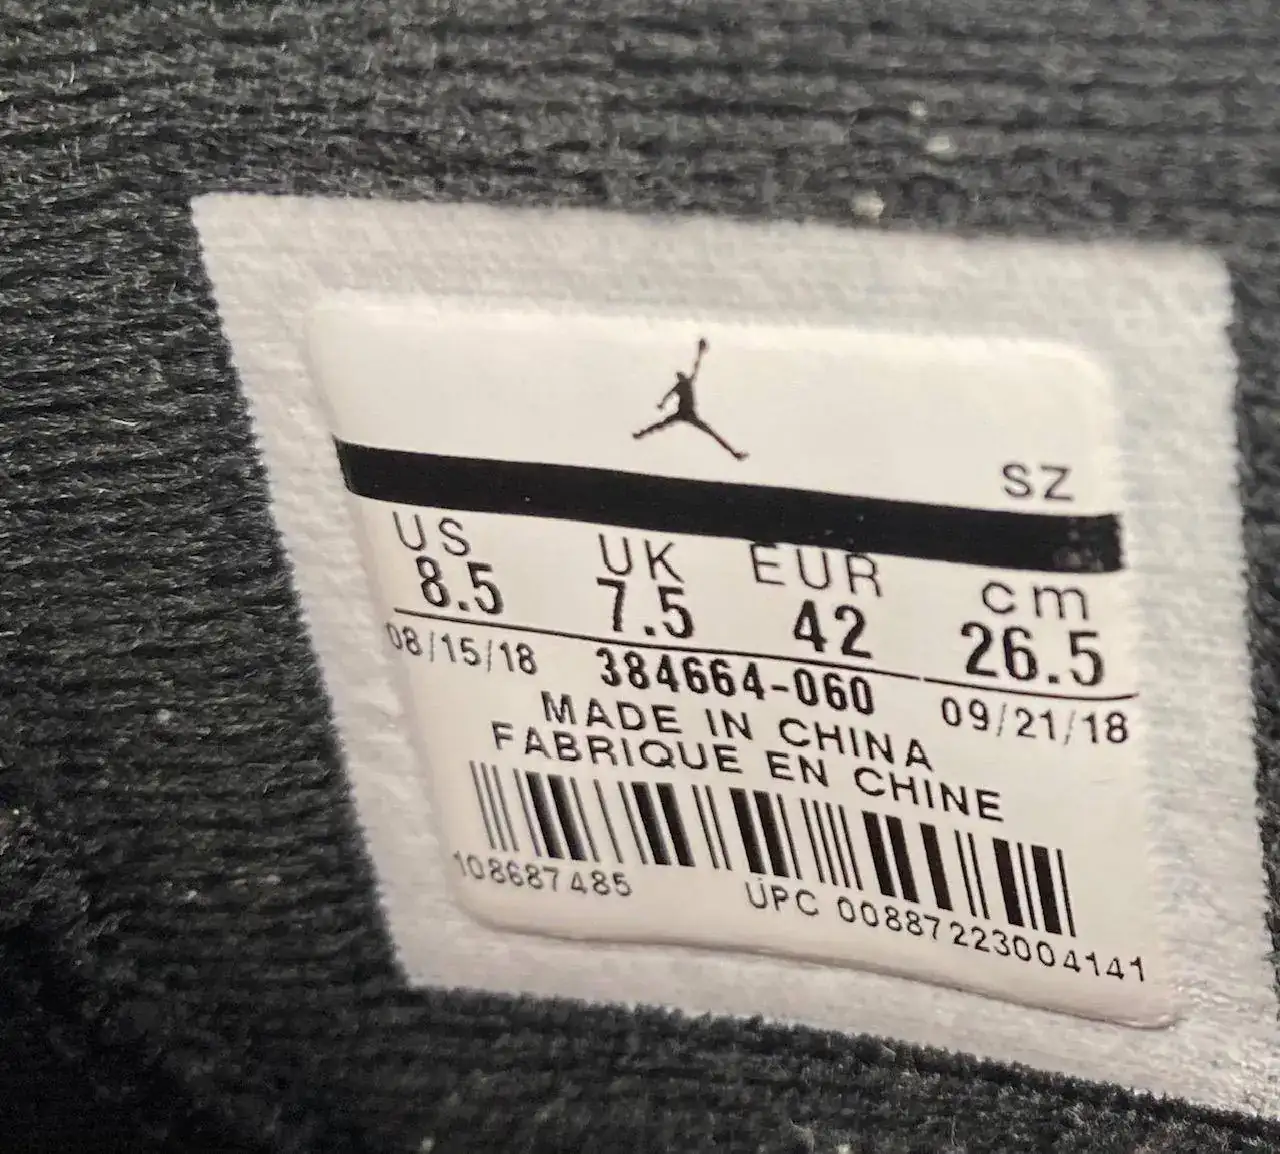 SZ
US UK EUR cm
8.5 7.5 42 26.5
08/15/18 384664-060 09/21/18
MADE IN CHINA
FABRIQUE EN CHINE
108687485 UPC 00887223004141